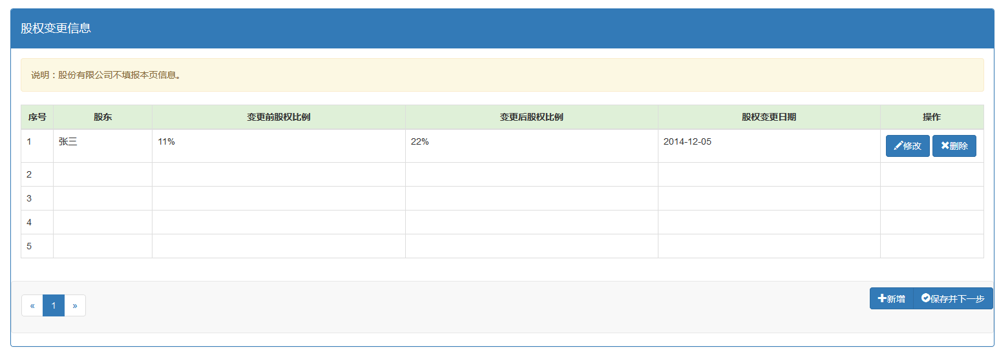 股权变更信息
说明：股份有限公司不填报本页信息。
序号 股东 变更前股权比例 变更后股权比例 股权变更日期 操作
1 张三 11% 22% 2014-12-05 修改 删除
2
3
4
5
« 1 » 新增 保存并下一步